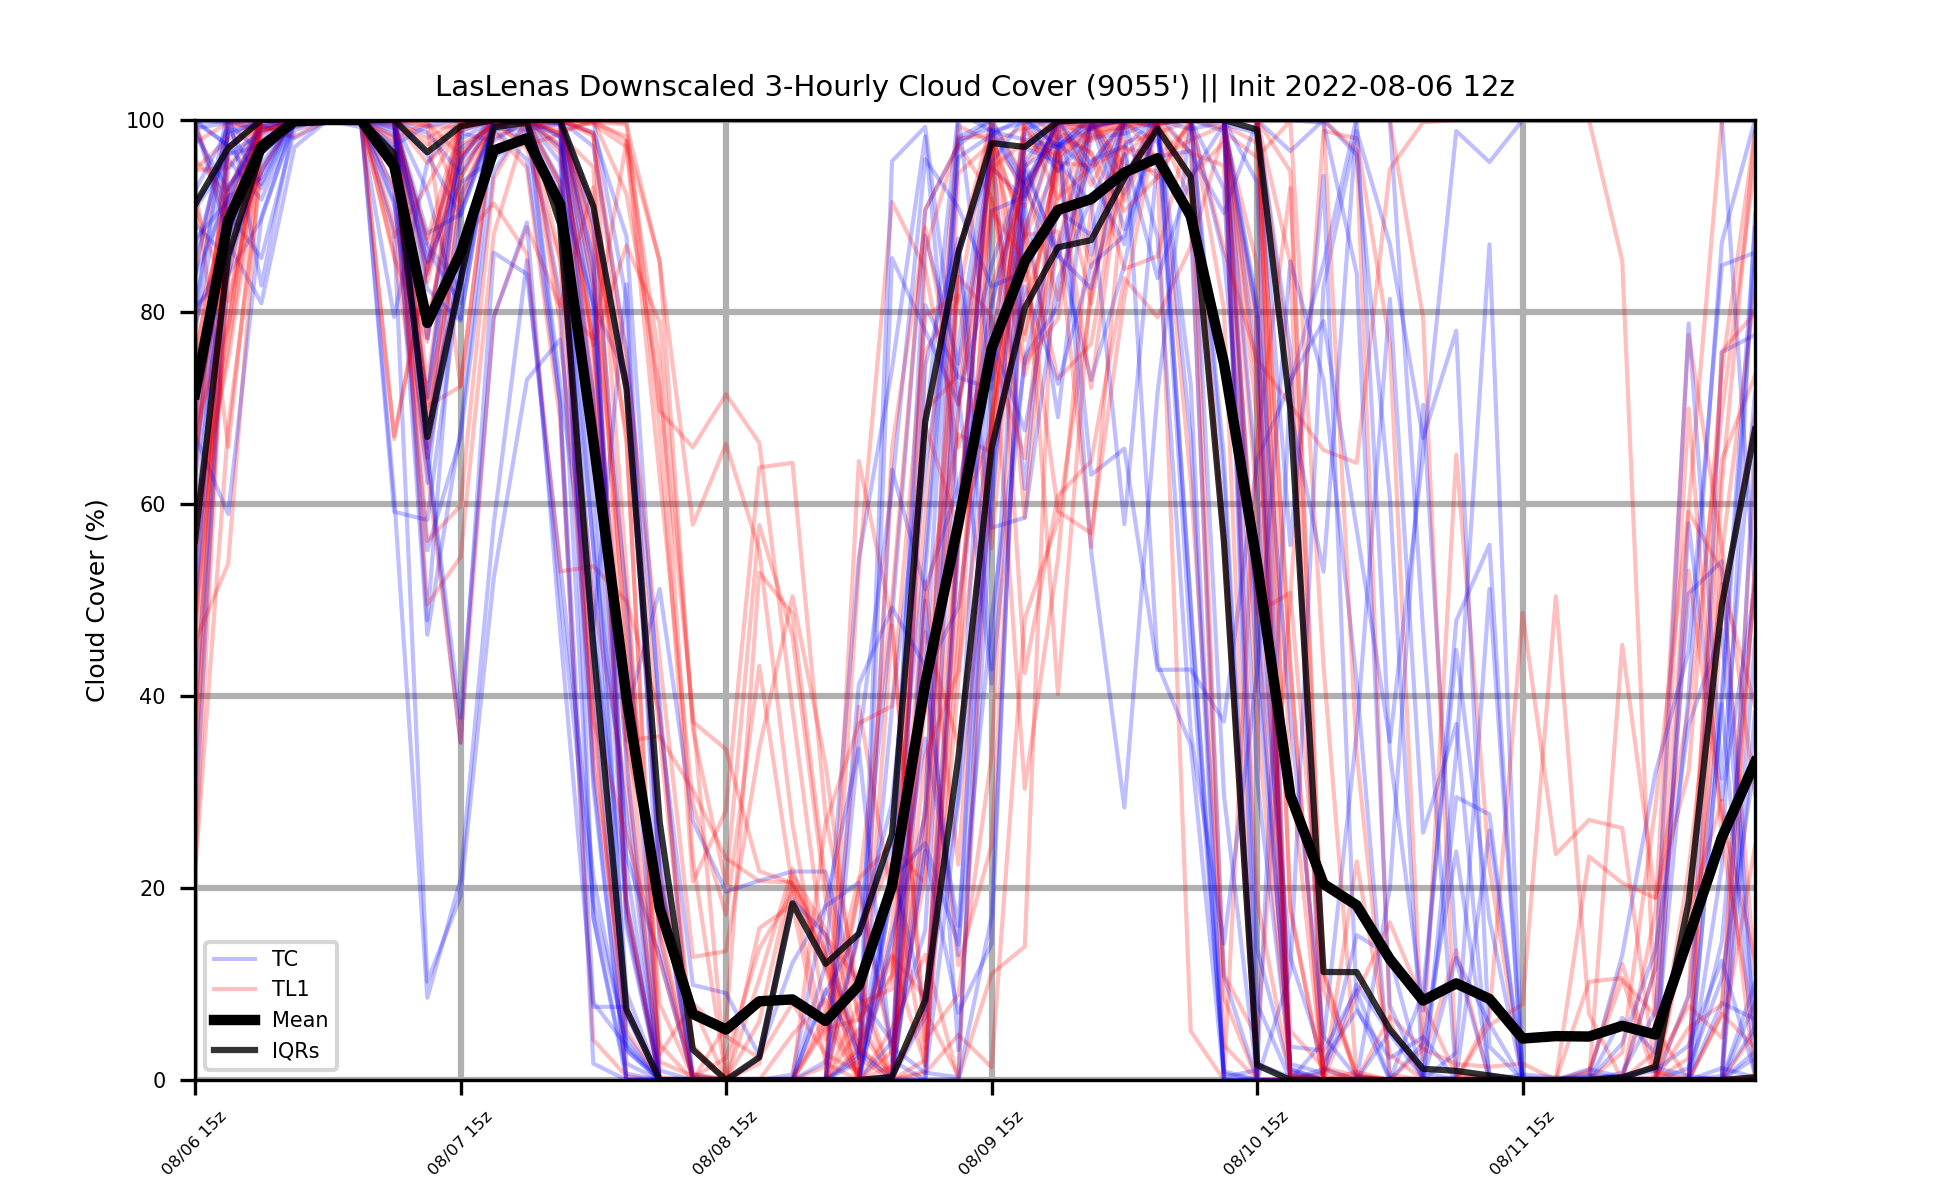 LasLenas Downscaled 3-Hourly Cloud Cover (9055') || Init 2022-08-06 12z
Cloud Cover (%)
100
80
60
40
20
0
TC
TL1
Mean
IQRs
08/06 15z
08/07 15z
08/08 15z
08/09 15z
08/10 15z
08/11 15z